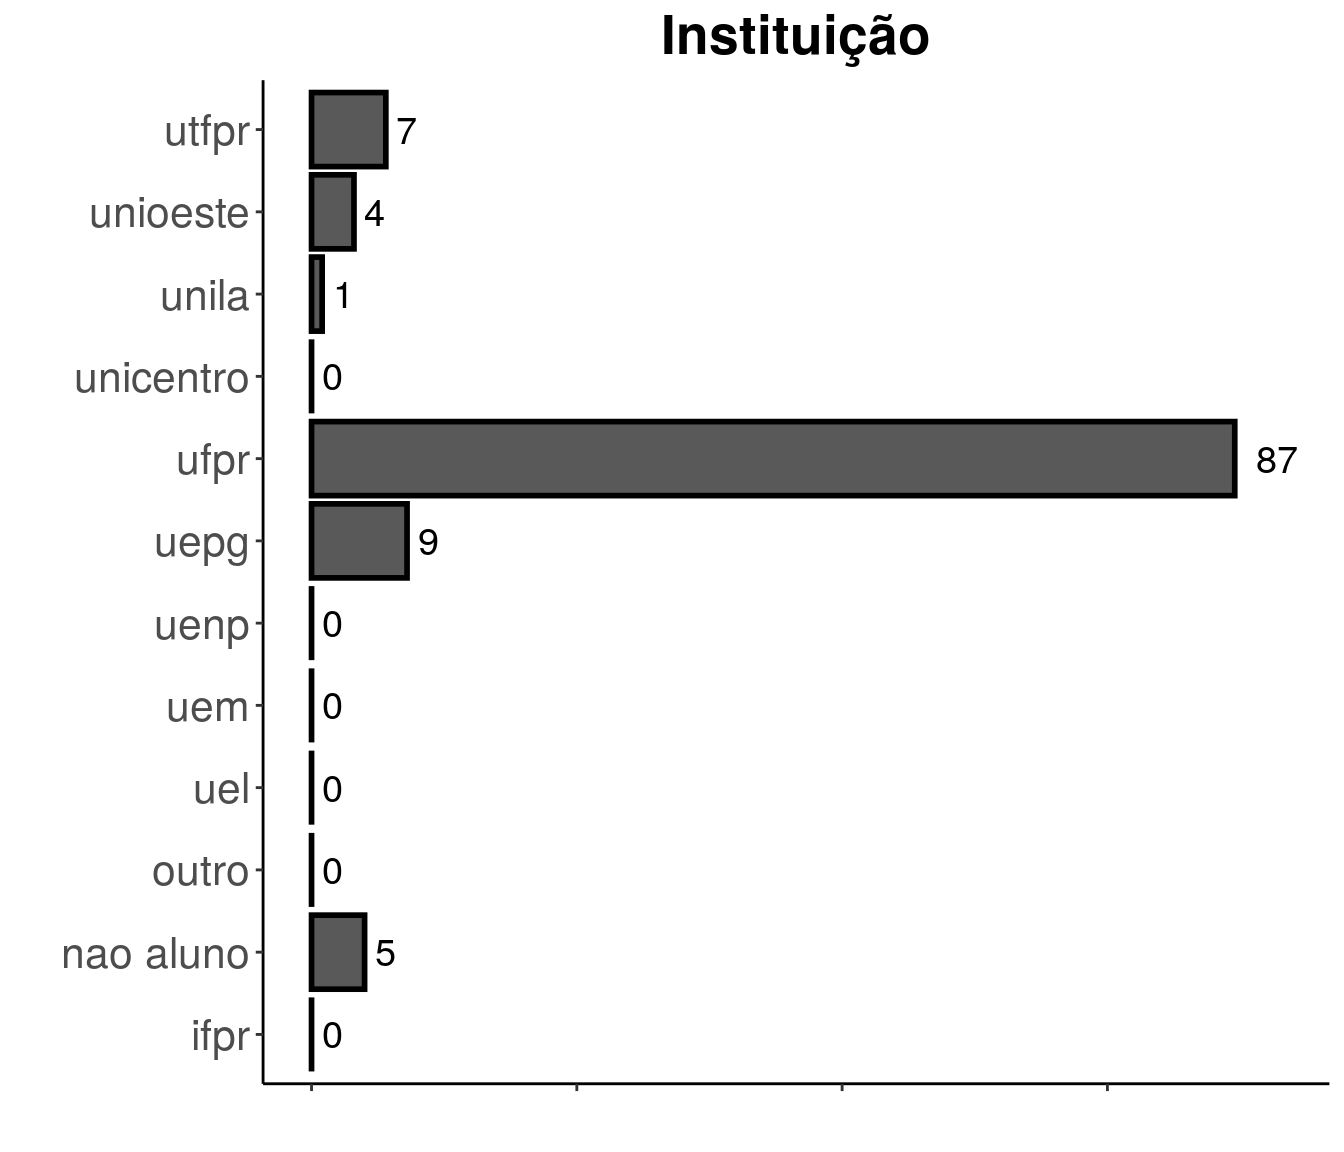 Instituição
utfpr 7
unioeste 4
unila 1
unicentro 0
ufpr 87
uepg 9
uenp 0
uem 0
uel 0
outro 0
nao aluno 5
ifpr 0